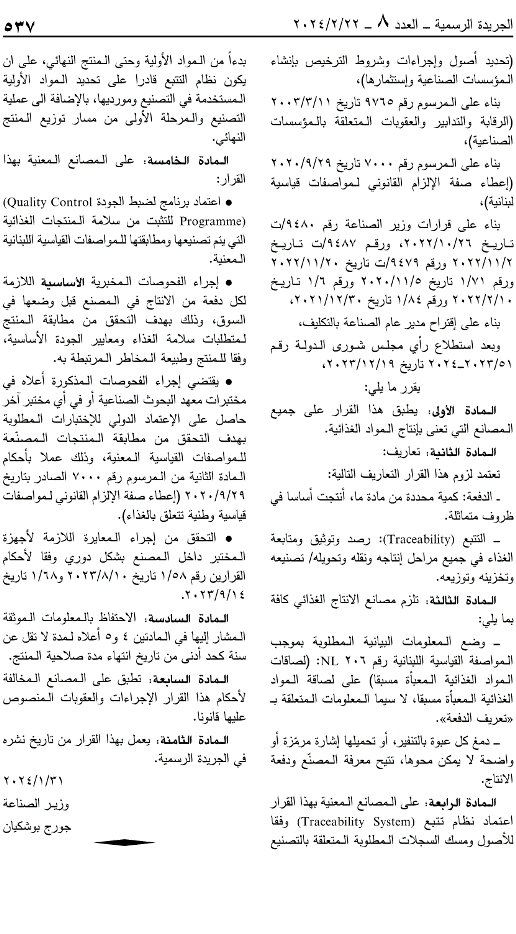 الجريدة الرسمية ــ العدد ٨ ــ ٢٠٢٤/٢/٢٢
٥٣٧
(تحديد أصول وإجراءات وشروط الترخيص بإنشاء
المؤسسات الصناعية وإستثمارها)،
بناء على المرسوم رقم ٩٧٦٥ تاريخ ٢٠٠٣/٣/١١
(الرقابة والتدابير والعقوبات المتعلقة بالمؤسسات
الصناعية)،
بناء على المرسوم رقم ٧٠٠٠ تاريخ ٢٠٢٠/٩/٢٩
(إعطاء صفة الإلزام القانوني لمواصفات قياسية
لبنانية)،
بناء على قرارات وزير الصناعة رقم ٩٤٨٠/ت
تاريخ ٢٠٢٢/١٠/٢٦، ورقم ٩٤٨٧/ت تاريخ
٢٠٢٢/١١/٢ ورقم ٩٤٧٩/ت تاريخ ٢٠٢٢/١١/٢٠
ورقم ١/٧١ تاريخ ٢٠٢٠/١١/٥ ورقم ١/٦ تاريخ
٢٠٢٢/٢/١٠ ورقم ١/٨٤ تاريخ ٢٠٢١/١٢/٣٠،
بناء على إقتراح مدير عام الصناعة بالتكليف،
وبعد استطلاع رأي مجلس شورى الدولة رقم
٢٠٢٣/٥١ــ٢٠٢٤ تاريخ ٢٠٢٣/١٢/١٩،
يقرر ما يلي:
المادة الأولى: يطبق هذا القرار على جميع
المصانع التي تعنى بإنتاج المواد الغذائية.
المادة الثانية: تعاريف:
تعتمد لزوم هذا القرار التعاريف التالية:
ــ الدفعة: كمية محددة من مادة ما، أنتجت أساسا في
ظروف متماثلة.
ــ التتبع (Traceability): رصد وتوثيق ومتابعة
الغذاء في جميع مراحل إنتاجه ونقله وتحويله/ تصنيعه
وتخزينه وتوزيعه.
المادة الثالثة: تلزم مصانع الانتاج الغذائي كافة
بما يلي:
ــ وضع المعلومات البيانية المطلوبة بموجب
المواصفة القياسية اللبنانية رقم NL ٢٠٦: (لصاقات
المواد الغذائية المعبأة مسبقا) على لصاقة المواد
الغذائية المعبأة مسبقا، لا سيما المعلومات المتعلقة بـ
«تعريف الدفعة».
ــ دمغ كل عبوة بالتنفير، أو تحميلها إشارة مرمّزة أو
واضحة لا يمكن محوها، تتيح معرفة المصنّع ودفعة
الانتاج.
المادة الرابعة: على المصانع المعنية بهذا القرار
اعتماد نظام تتبع (Traceability System) وفقا
للأصول ومسك السجلات المطلوبة المتعلقة بالتصنيع
بدءاً من المواد الأولية وحتى المنتج النهائي، على ان
يكون نظام التتبع قادرا على تحديد المواد الأولية
المستخدمة في التصنيع ومورديها، بالإضافة الى عملية
التصنيع والمرحلة الأولى من مسار توزيع المنتج
النهائي.
المادة الخامسة: على المصانع المعنية بهذا
القرار:
● اعتماد برنامج لضبط الجودة (Quality Control
Programme) للتثبت من سلامة المنتجات الغذائية
التي يتم تصنيعها ومطابقتها للمواصفات القياسية اللبنانية
المعنية.
● إجراء الفحوصات المخبرية الأساسية اللازمة
لكل دفعة من الانتاج في المصنع قبل وضعها في
السوق، وذلك بهدف التحقق من مطابقة المنتج
لمتطلبات سلامة الغذاء ومعايير الجودة الأساسية،
وفقا للمنتج وطبيعة المخاطر المرتبطة به.
● يقتضي إجراء الفحوصات المذكورة أعلاه في
مختبرات معهد البحوث الصناعية أو في أي مختبر آخر
حاصل على الإعتماد الدولي للإختبارات المطلوبة
بهدف التحقق من مطابقة المنتجات المصنّعة
للمواصفات القياسية المعنية، وذلك عملا بأحكام
المادة الثانية من المرسوم رقم ٧٠٠٠ الصادر بتاريخ
٢٠٢٠/٩/٢٩ (إعطاء صفة الإلزام القانوني لمواصفات
قياسية وطنية تتعلق بالغذاء).
● التحقق من إجراء المعايرة اللازمة لأجهزة
المختبر داخل المصنع بشكل دوري وفقا لأحكام
القرارين رقم ١/٥٨ تاريخ ٢٠٢٣/٨/١٠ و١/٦٨ تاريخ
٢٠٢٣/٩/١٤.
المادة السادسة: الاحتفاظ بالمعلومات الموثقة
المشار إليها في المادتين ٤ و٥ أعلاه لمدة لا تقل عن
سنة كحد أدنى من تاريخ انتهاء مدة صلاحية المنتج.
المادة السابعة: تطبق على المصانع المخالفة
لأحكام هذا القرار الإجراءات والعقوبات المنصوص
عليها قانونا.
المادة الثامنة: يعمل بهذا القرار من تاريخ نشره
في الجريدة الرسمية.
٢٠٢٤/١/٣١
وزير الصناعة
جورج بوشكيان